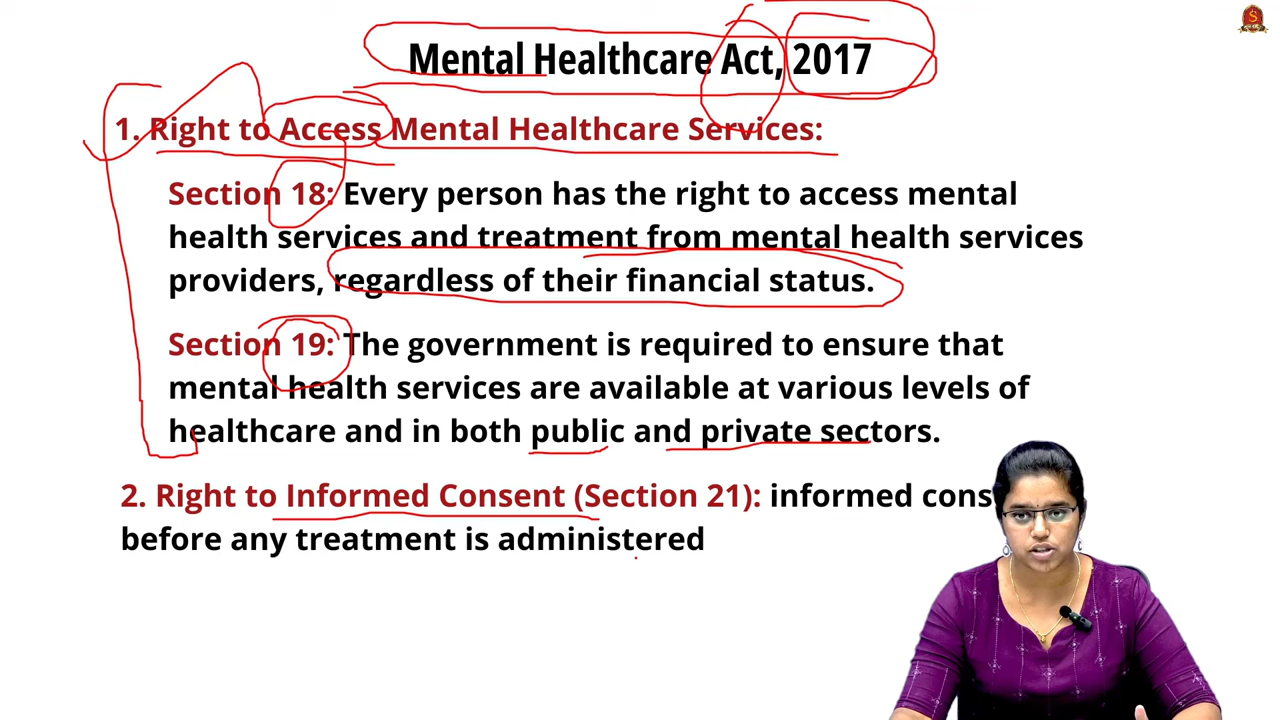 Mental Healthcare Act, 2017
1. Right to Access Mental Healthcare Services:
Section 18: Every person has the right to access mental
health services and treatment from mental health services
providers, regardless of their financial status.
Section 19: The government is required to ensure that
mental health services are available at various levels of
healthcare and in both public and private sectors.
2. Right to Informed Consent (Section 21): informed cons
before any treatment is administered